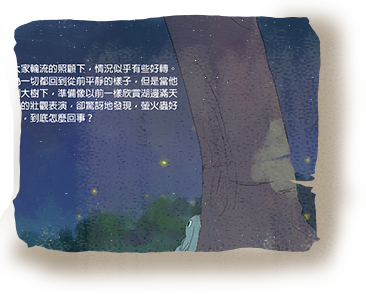 大家輪流的照顧下，情況似乎有些好轉。
一切都回到從前平靜的樣子，但是當他
大樹下，準備像以前一樣欣賞湖邊滿天
的壯觀表演，卻驚訝地發現，螢火蟲好
，到底怎麼回事？